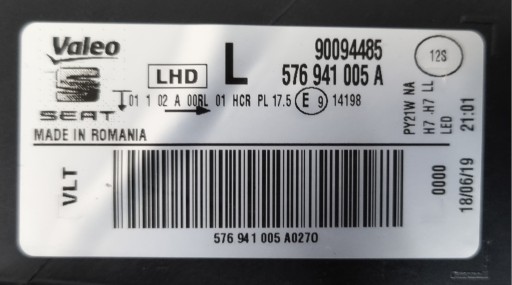 Valeo
SEAT
MADE IN ROMANIA
LHD
L
90094485
576 941 005 A
12S
01 1 02 A 00RL 01 HCR PL 17.5 E 9 14198
PY21W NA
H7 .H7 LL
LED
0000
18/06/19 21:01
VLT
576 941 005 A0270